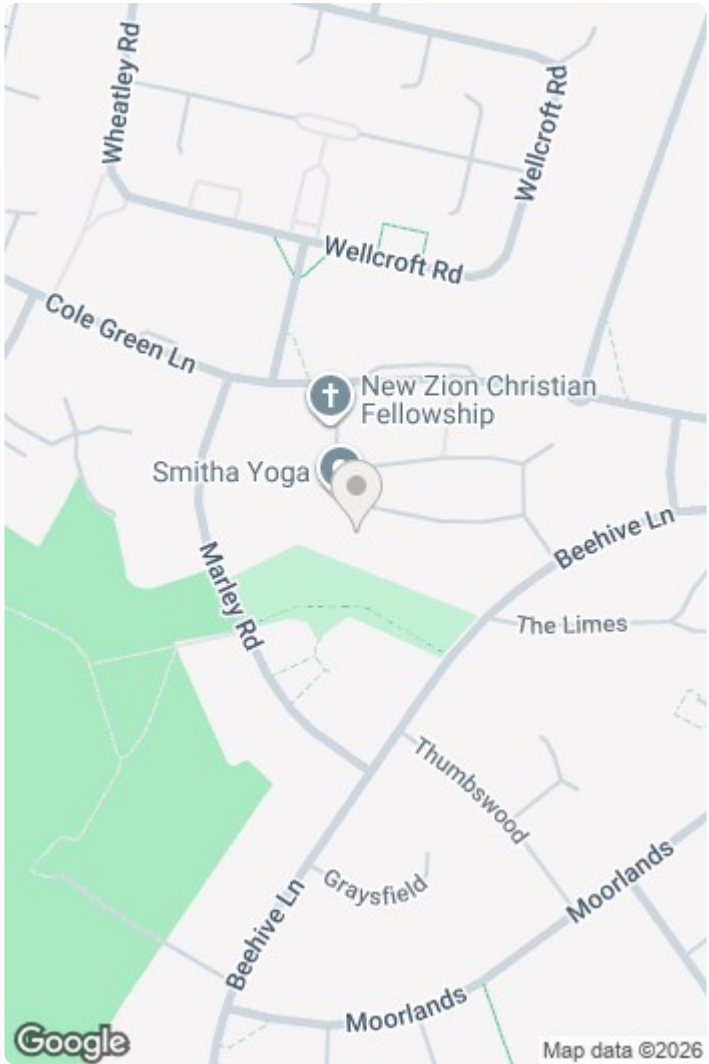 Wheatley Rd
Wellcroft Rd
Wellcroft Rd
Cole Green Ln
New Zion Christian
Fellowship
Smitha Yoga
Beehive Ln
Marley Rd
The Limes
Thumbswood
Moorlands
Graysfield
Beehive Ln
Moorlands
Google
Map data ©2026